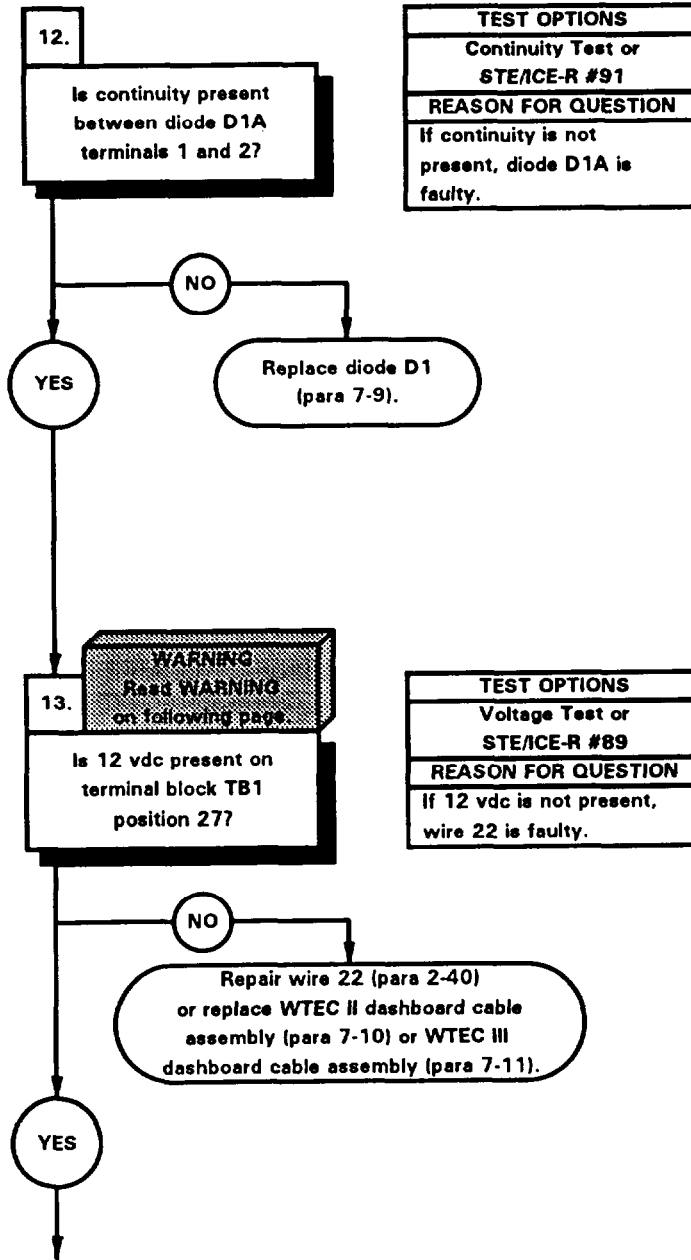 12.
Is continuity present
between diode D1A
terminals 1 and 2?
TEST OPTIONS
Continuity Test or
STE/ICE-R #91
REASON FOR QUESTION
If continuity is not
present, diode D1A is
faulty.
NO
YES
Replace diode D1
(para 7-9).
WARNING
Read WARNING
on following page.
13.
Is 12 vdc present on
terminal block TB1
position 27?
TEST OPTIONS
Voltage Test or
STE/ICE-R #89
REASON FOR QUESTION
If 12 vdc is not present,
wire 22 is faulty.
NO
Repair wire 22 (para 2-40)
or replace WTEC II dashboard cable
assembly (para 7-10) or WTEC III
dashboard cable assembly (para 7-11).
YES